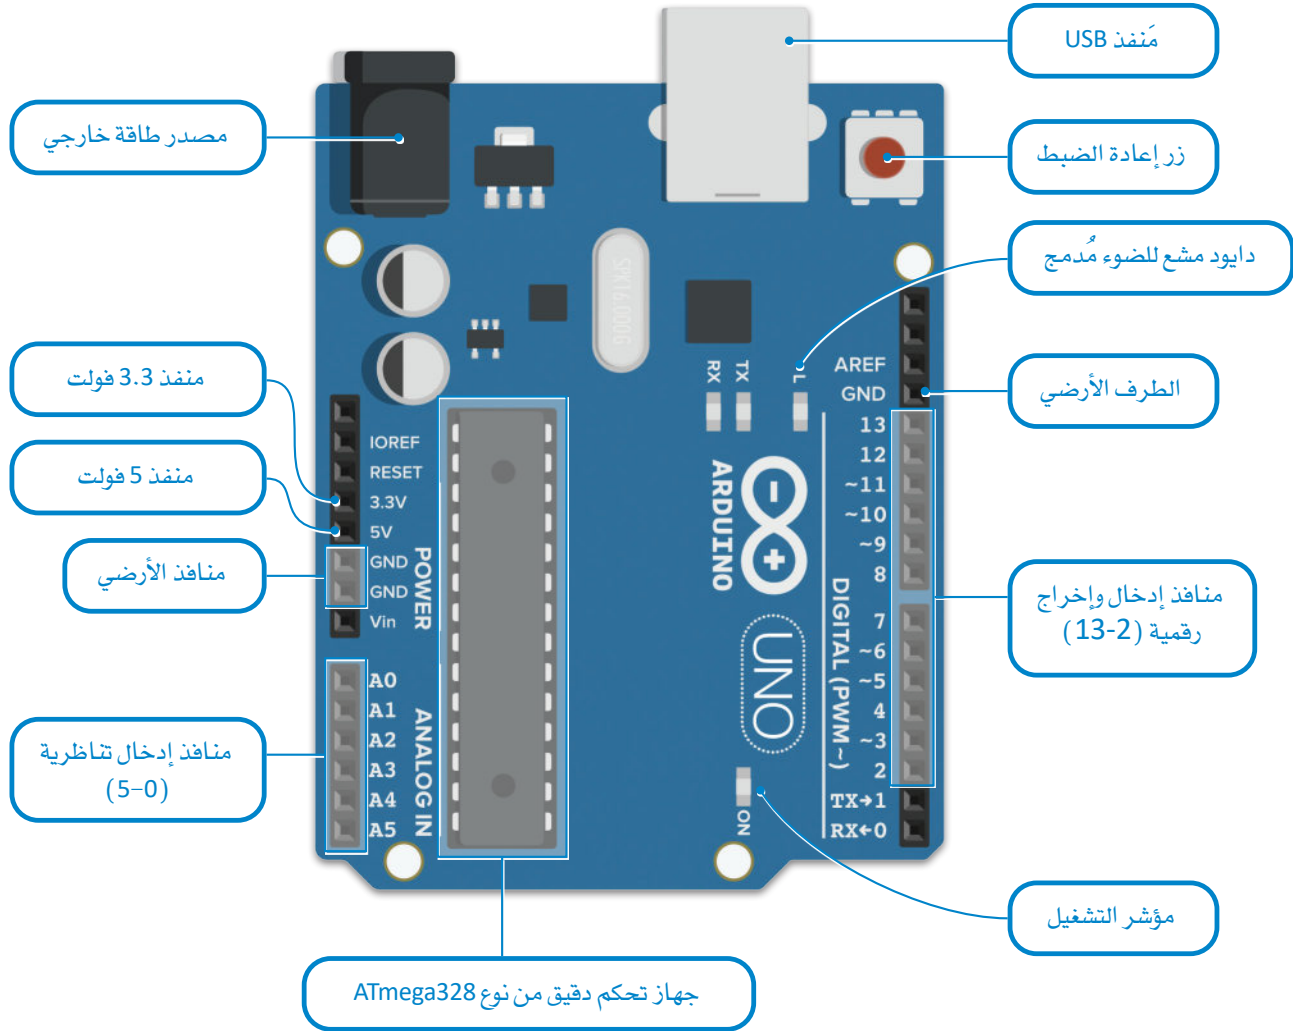 مَنفذ USB
مصدر طاقة خارجي
زر إعادة الضبط
دايود مشع للضوء مُدمج
SPK16.000G
منفذ 3.3 فولت
الطرف الأرضي
منفذ 5 فولت
منافذ الأرضي
منافذ إدخال وإخراج
رقمية (2-13)
منافذ إدخال تناظرية
(0–5)
مؤشر التشغيل
جهاز تحكم دقيق من نوع ATmega328
RX
TX
L
AREF
GND
13
12
~11
~10
~9
8
7
~6
~5
4
~3
2
TX→1
RX←0
DIGITAL (PWM~)
ARDUINO
UNO
ON
IOREF
RESET
3.3V
5V
GND
GND
Vin
POWER
A0
A1
A2
A3
A4
A5
ANALOG IN